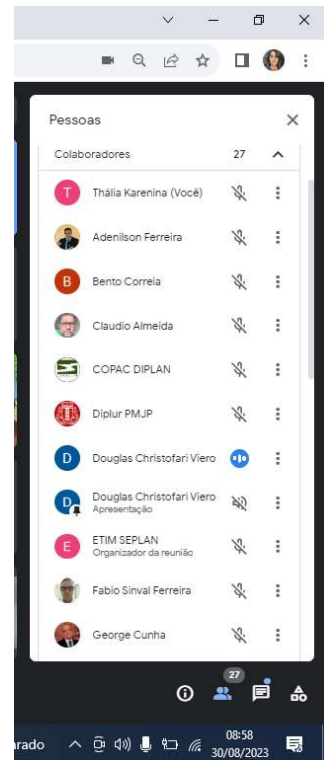 Pessoas
Colaboradores 27
T Thália Karenina (Você)
Adenilson Ferreira
B Bento Correia
Claudio Almeida
COPAC DIPLAN
Diplur PMJP
D Douglas Christofari Viero
D Douglas Christofari Viero
Apresentação
E ETIM SEPLAN
Organizador da reunião
Fabio Sinval Ferreira
George Cunha
27
arado 08:58
30/08/2023